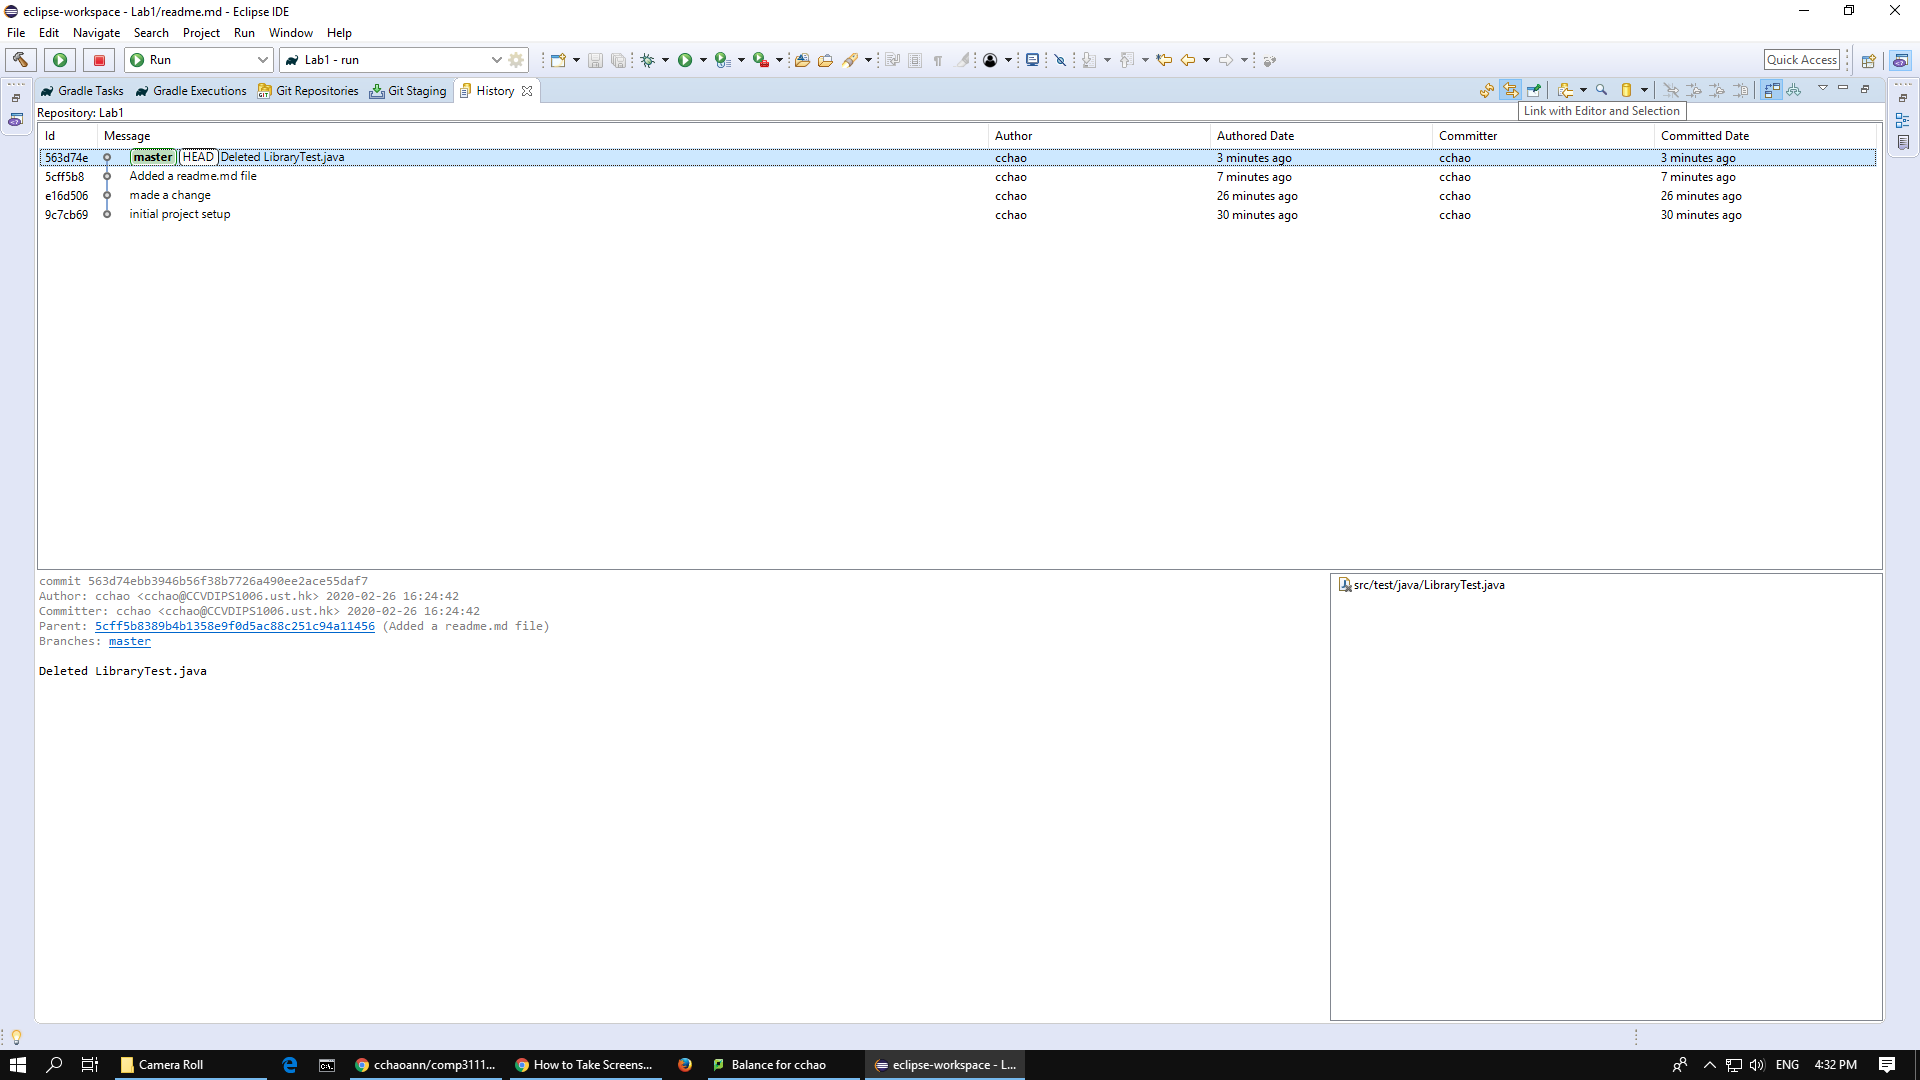 eclipse-workspace - Lab1/readme.md - Eclipse IDE
File Edit Navigate Search Project Run Window Help
Run Lab1 - run Quick Access
Gradle Tasks Gradle Executions Git Repositories Git Staging History
Repository: Lab1 Link with Editor and Selection
Id Message Author Authored Date Committer Committed Date
563d74e master HEAD Deleted LibraryTest.java cchao 3 minutes ago cchao 3 minutes ago
5cff5b8 Added a readme.md file cchao 7 minutes ago cchao 7 minutes ago
e16d506 made a change cchao 26 minutes ago cchao 26 minutes ago
9c7cb69 initial project setup cchao 30 minutes ago cchao 30 minutes ago
commit 563d74ebb3946b56f38b7726a490ee2ace55daf7
Author: cchao <cchao@CCVDIPS1006.ust.hk> 2020-02-26 16:24:42
Committer: cchao <cchao@CCVDIPS1006.ust.hk> 2020-02-26 16:24:42
Parent: 5cff5b8389b4b1358e9f0d5ac88c251c94a11456 (Added a readme.md file)
Branches: master
Deleted LibraryTest.java
src/test/java/LibraryTest.java
Camera Roll cchaoann/comp3111... How to Take Screens... Balance for cchao eclipse-workspace - L... ENG 4:32 PM